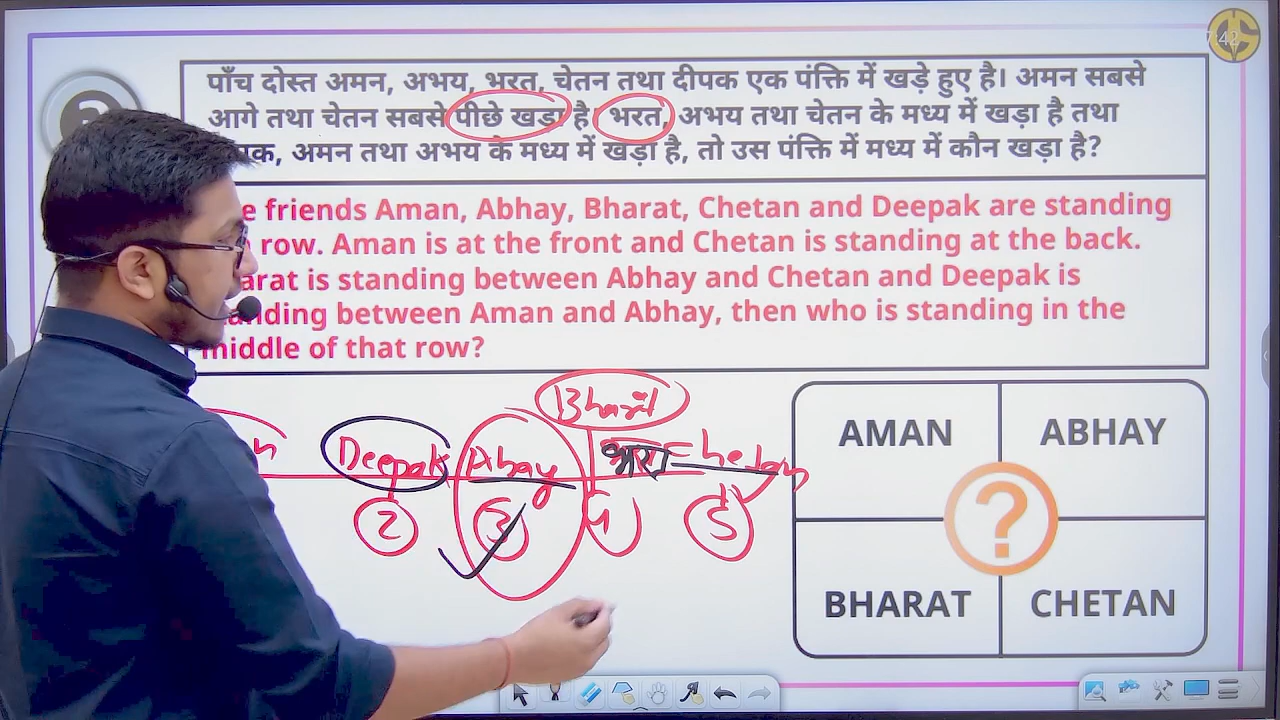 7:42
पाँच दोस्त अमन, अभय, भरत, चेतन तथा दीपक एक पंक्ति में खड़े हुए है। अमन सबसे
आगे तथा चेतन सबसे पीछे खड़ा है। भरत, अभय तथा चेतन के मध्य में खड़ा है तथा
क, अमन तथा अभय के मध्य में खड़ा है, तो उस पंक्ति में मध्य में कौन खड़ा है?
e friends Aman, Abhay, Bharat, Chetan and Deepak are standing
row. Aman is at the front and Chetan is standing at the back.
arat is standing between Abhay and Chetan and Deepak is
anding between Aman and Abhay, then who is standing in the
middle of that row?
Bharat
Deepak Abay भरत Chetan
2 3 4 5
AMAN ABHAY
?
BHARAT CHETAN